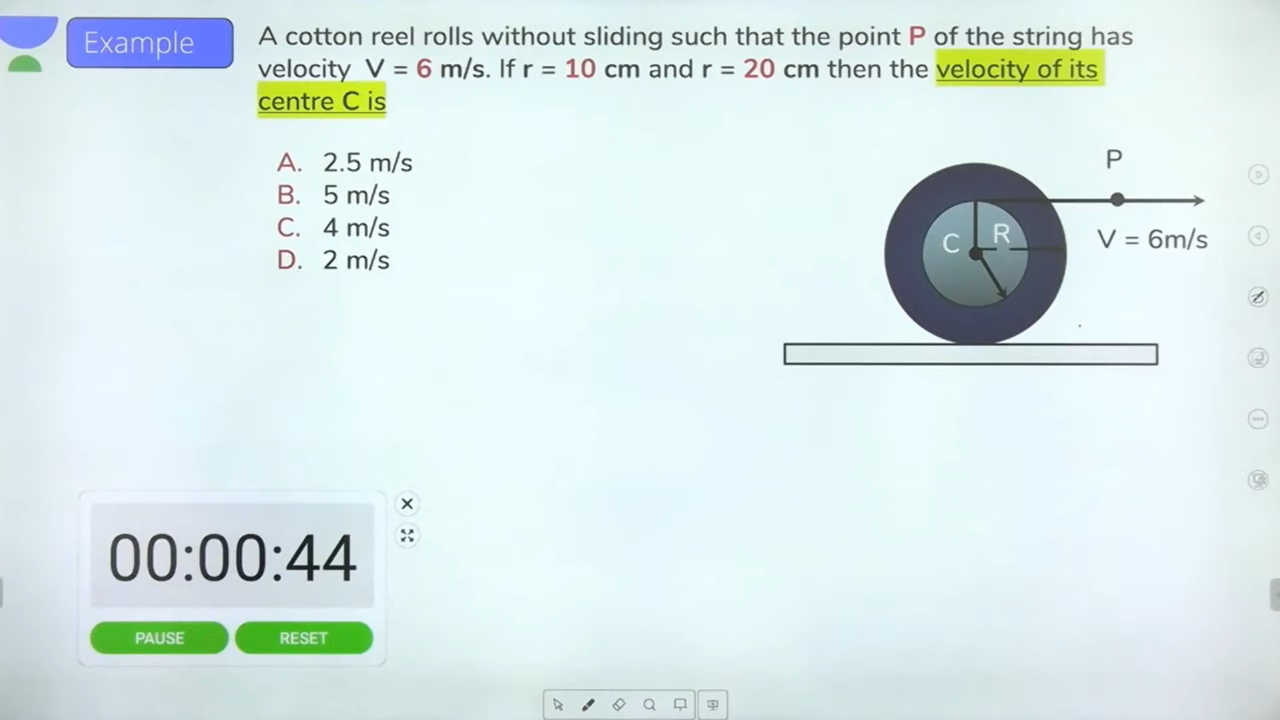 Example
A cotton reel rolls without sliding such that the point P of the string has
velocity V = 6 m/s. If r = 10 cm and r = 20 cm then the velocity of its
centre C is
A. 2.5 m/s
B. 5 m/s
C. 4 m/s
D. 2 m/s
P
C R
V = 6m/s
00:00:44
PAUSE RESET